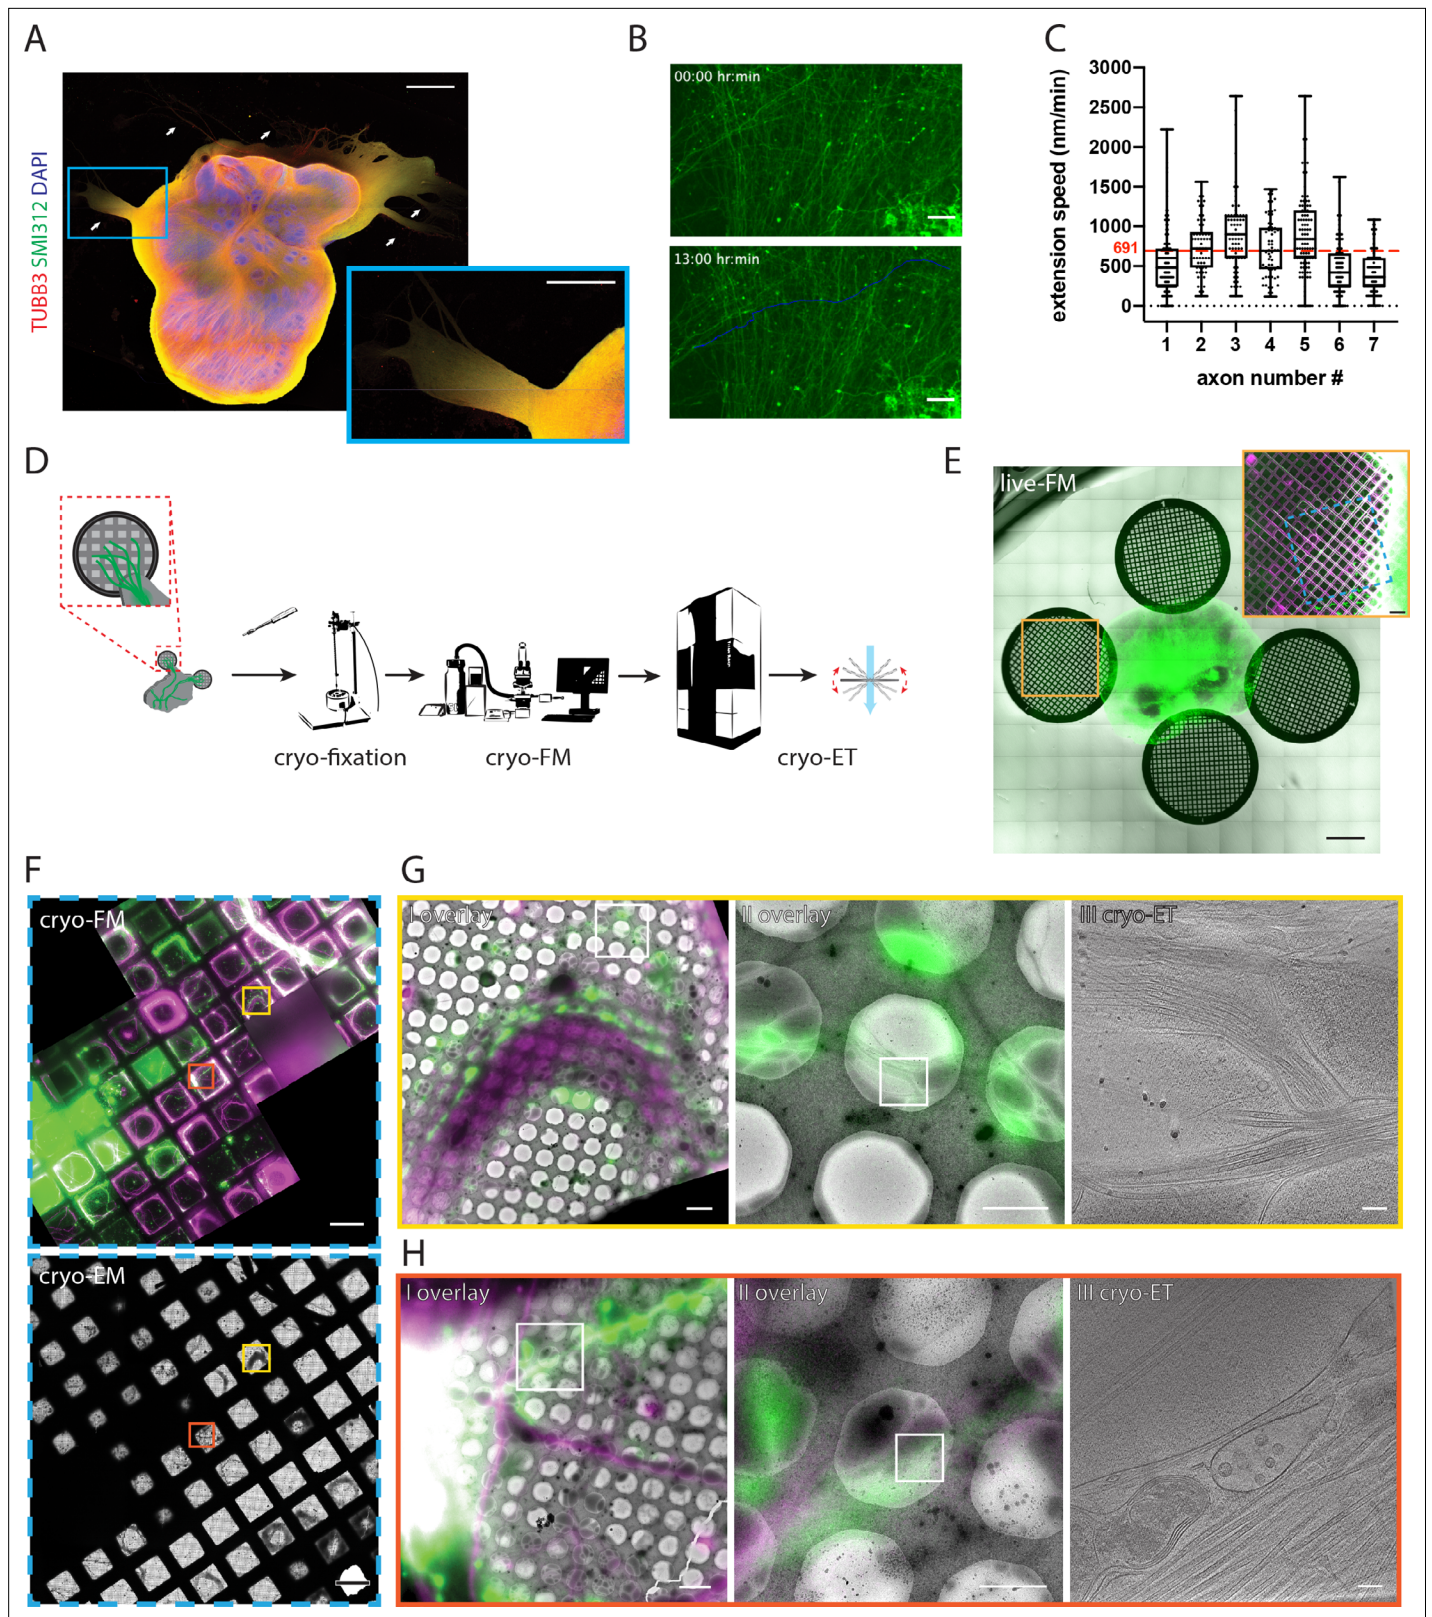 A
TUBB3 SMI312 DAPI
B
00:00 hr:min
13:00 hr:min
C
extension speed (nm/min)
3000
2500
2000
1500
1000
691
500
0
1 2 3 4 5 6 7
axon number #
D
cryo-fixation
cryo-FM
cryo-ET
E
live-FM
F
cryo-FM
cryo-EM
G
I overlay
II overlay
III cryo-ET
H
I overlay
II overlay
III cryo-ET